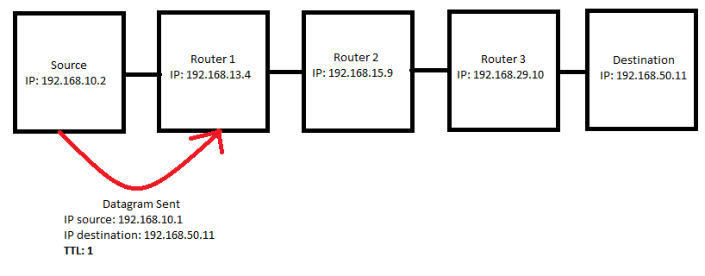 Source
IP: 192.168.10.2
Router 1
IP: 192.168.13.4
Router 2
IP: 192.168.15.9
Router 3
IP: 192.168.29.10
Destination
IP: 192.168.50.11
Datagram Sent
IP source: 192.168.10.1
IP destination: 192.168.50.11
TTL: 1